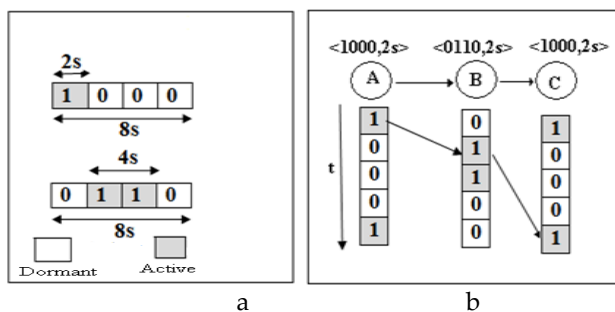 2s
1 0 0 0
8s
4s
0 1 1 0
8s
Dormant Active
a
<1000,2s> <0110,2s> <1000,2s>
A B C
t
1 0 1
0 1 0
0 1 0
0 0 0
1 0 1
b